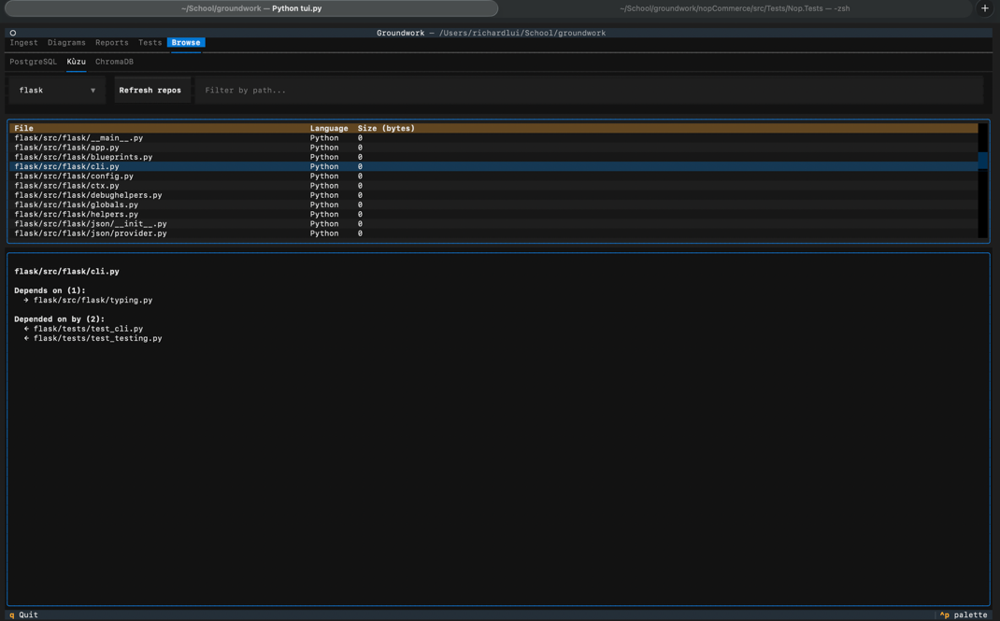 ~/School/groundwork — Python tui.py
~/School/groundwork/nopCommerce/src/Tests/Nop.Tests — -zsh
+
Groundwork — /Users/richardlui/School/groundwork
Ingest Diagrams Reports Tests Browse
PostgreSQL Kùzu ChromaDB
flask ▼ Refresh repos Filter by path...
File Language Size (bytes)
flask/src/flask/__main__.py Python 0
flask/src/flask/app.py Python 0
flask/src/flask/blueprints.py Python 0
flask/src/flask/cli.py Python 0
flask/src/flask/config.py Python 0
flask/src/flask/ctx.py Python 0
flask/src/flask/debughelpers.py Python 0
flask/src/flask/globals.py Python 0
flask/src/flask/helpers.py Python 0
flask/src/flask/json/__init__.py Python 0
flask/src/flask/json/provider.py Python 0
flask/src/flask/cli.py
Depends on (1):
→ flask/src/flask/typing.py
Depended on by (2):
← flask/tests/test_cli.py
← flask/tests/test_testing.py
q Quit
^p palette